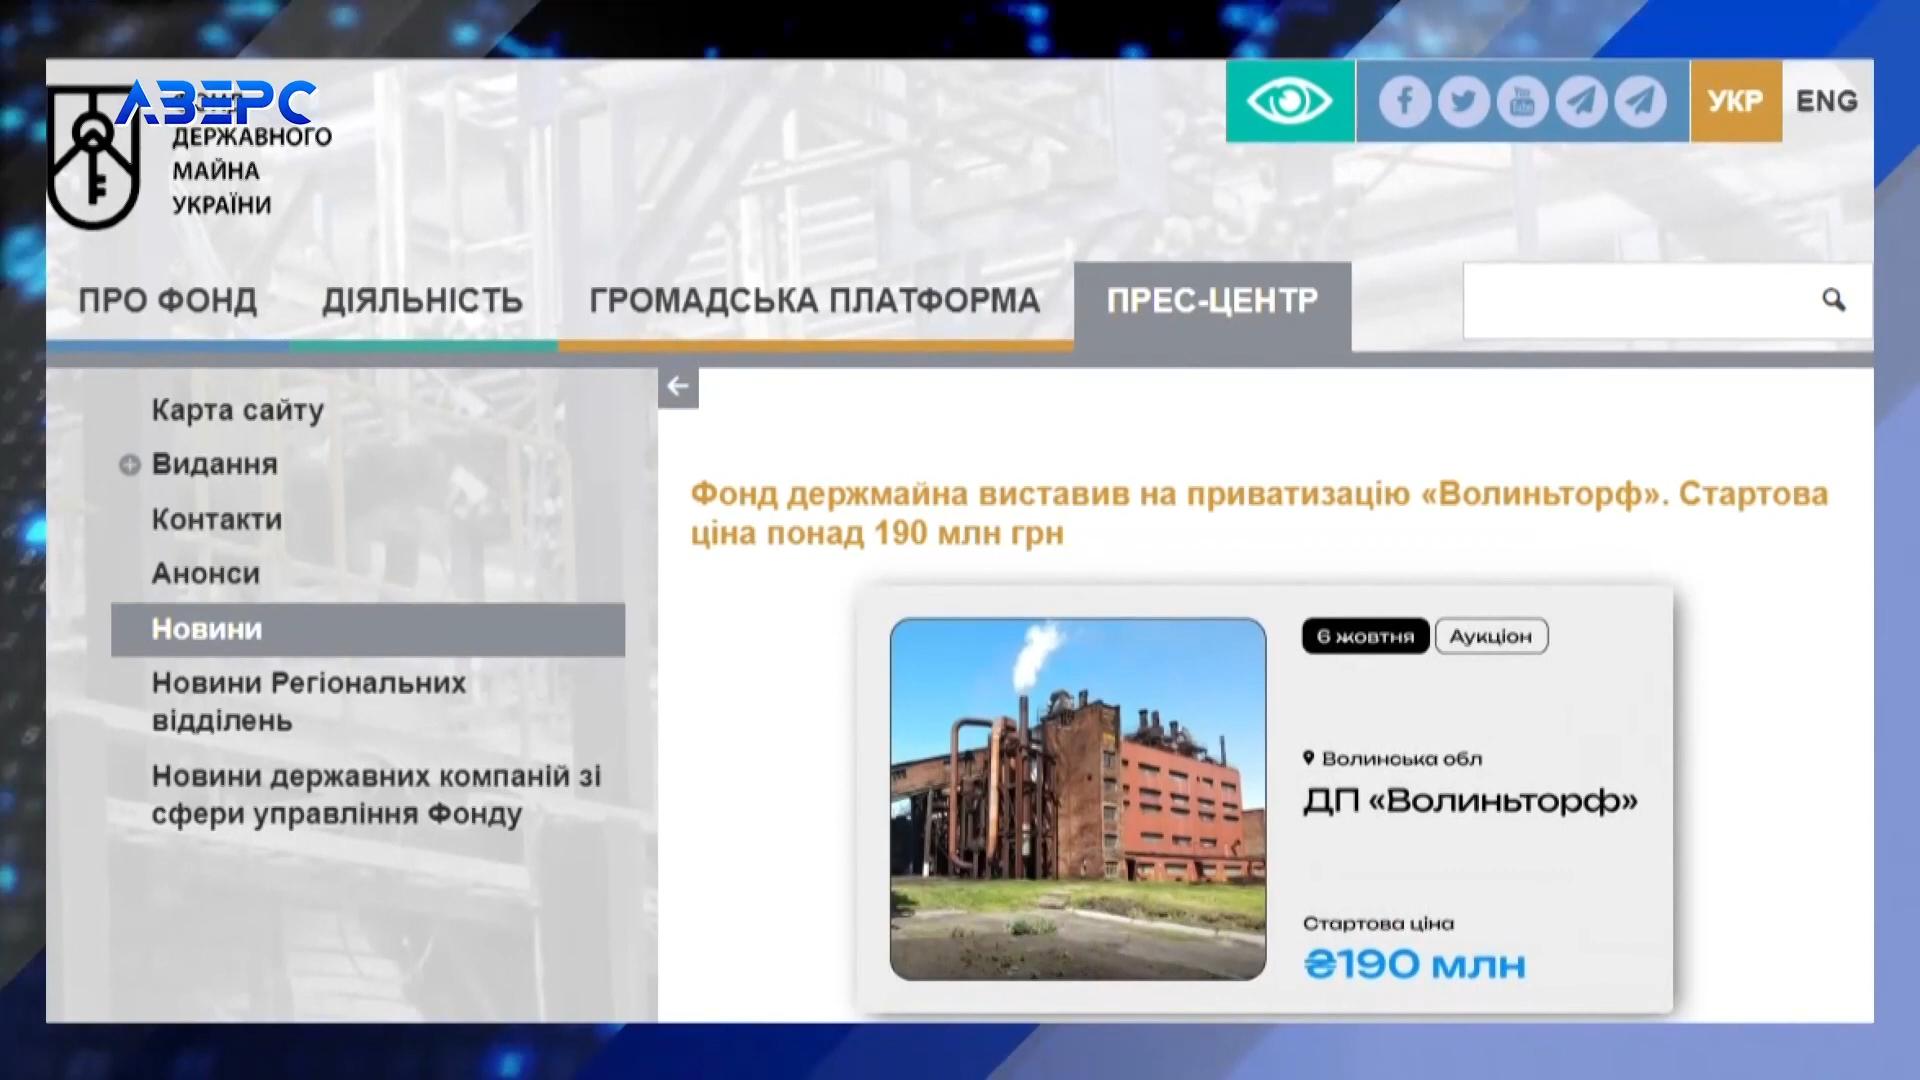 АВЕРС
ФОНД
ДЕРЖАВНОГО
МАЙНА
УКРАЇНИ
УКР
ENG
ПРО ФОНД
ДІЯЛЬНІСТЬ
ГРОМАДСЬКА ПЛАТФОРМА
ПРЕС-ЦЕНТР
Карта сайту
Видання
Контакти
Анонси
Новини
Новини Регіональних
відділень
Новини державних компаній зі
сфери управління Фонду
Фонд держмайна виставив на приватизацію «Волиньторф». Стартова
ціна понад 190 млн грн
6 жовтня
Аукціон
Волинська обл
ДП «Волиньторф»
Стартова ціна
₴190 млн